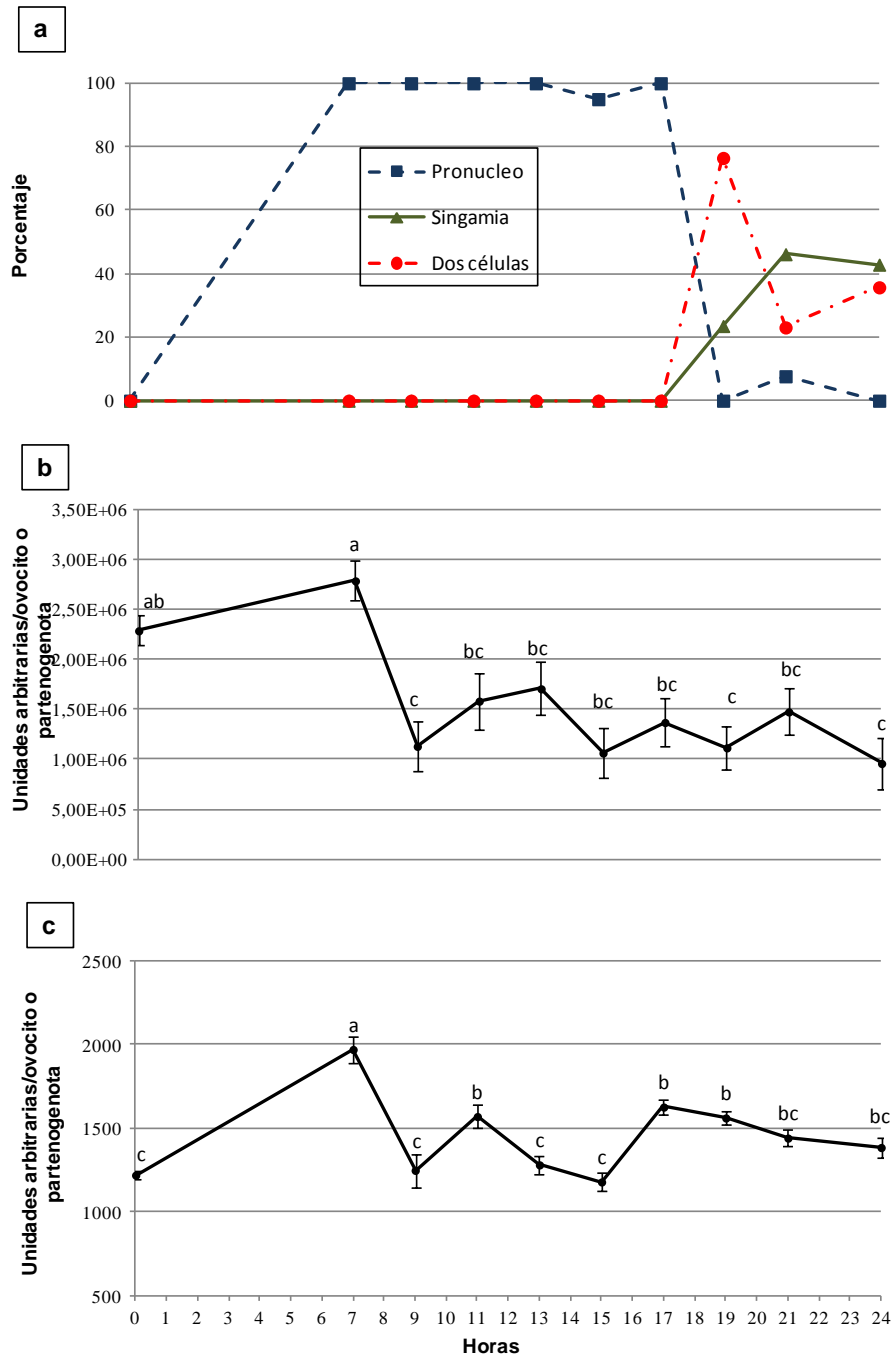 a
100
80
60
40
20
0
Porcentaje
Pronucleo
Singamia
Dos células
b
3,50E+06
3,00E+06
2,50E+06
2,00E+06
1,50E+06
1,00E+06
5,00E+05
0,00E+00
Unidades arbitrarias/ovocito o
partenogenota
ab
a
c
bc
bc
bc
bc
c
bc
c
c
2500
2000
1500
1000
500
Unidades arbitrarias/ovocito o
partenogenota
c
a
c
b
c
c
b
b
bc
bc
0 1 2 3 4 5 6 7 8 9 10 11 12 13 14 15 16 17 18 19 20 21 22 23 24
Horas